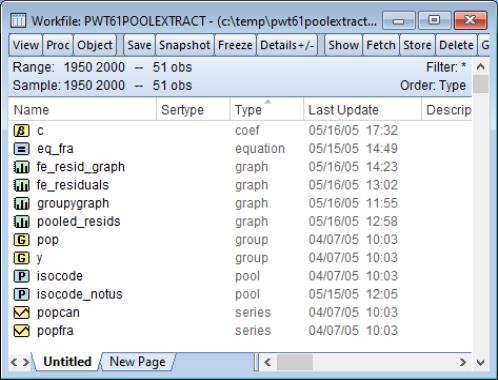 Workfile: PWT61POOLEXTRACT - (c:\temp\pwt61poolextract...
View Proc Object Save Snapshot Freeze Details+/- Show Fetch Store Delete G
Range: 1950 2000 -- 51 obs Filter: *
Sample: 1950 2000 -- 51 obs Order: Type
Name Sertype Type Last Update Descrip
β c coef 05/16/05 17:32
= eq_fra equation 05/15/05 14:49
fe_resid_graph graph 05/16/05 14:23
fe_residuals graph 05/16/05 13:02
groupygraph graph 05/16/05 11:55
pooled_resids graph 05/16/05 12:58
G pop group 04/07/05 10:03
G y group 04/07/05 10:03
P isocode pool 04/07/05 10:03
P isocode_notus pool 05/15/05 12:05
popcan series 04/07/05 10:03
popfra series 04/07/05 10:03
< > Untitled New Page <